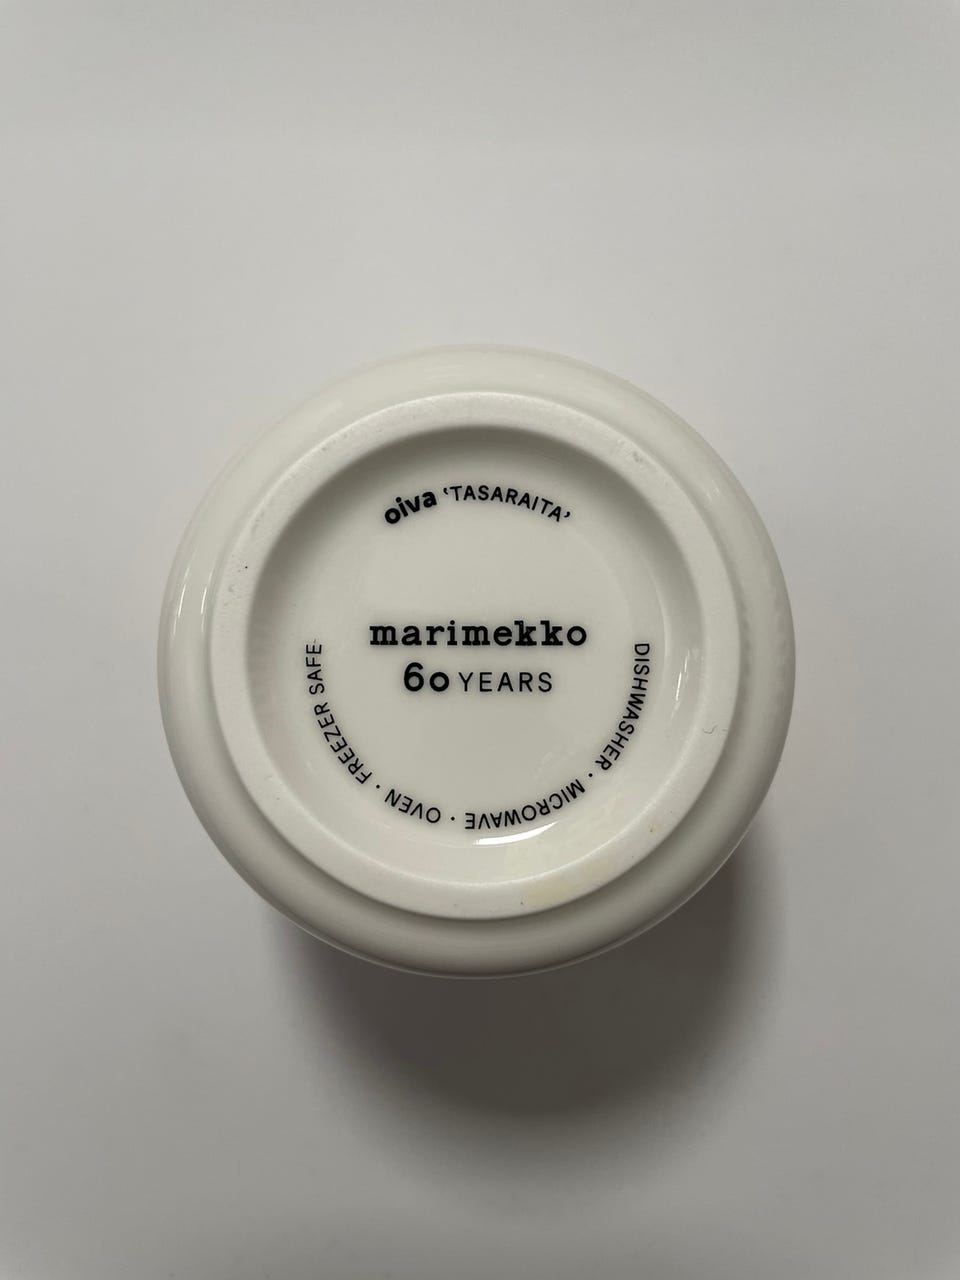 oiva 'TASARAITA'
marimekko
60 YEARS
DISHWASHER · MICROWAVE · OVEN · FREEZER SAFE